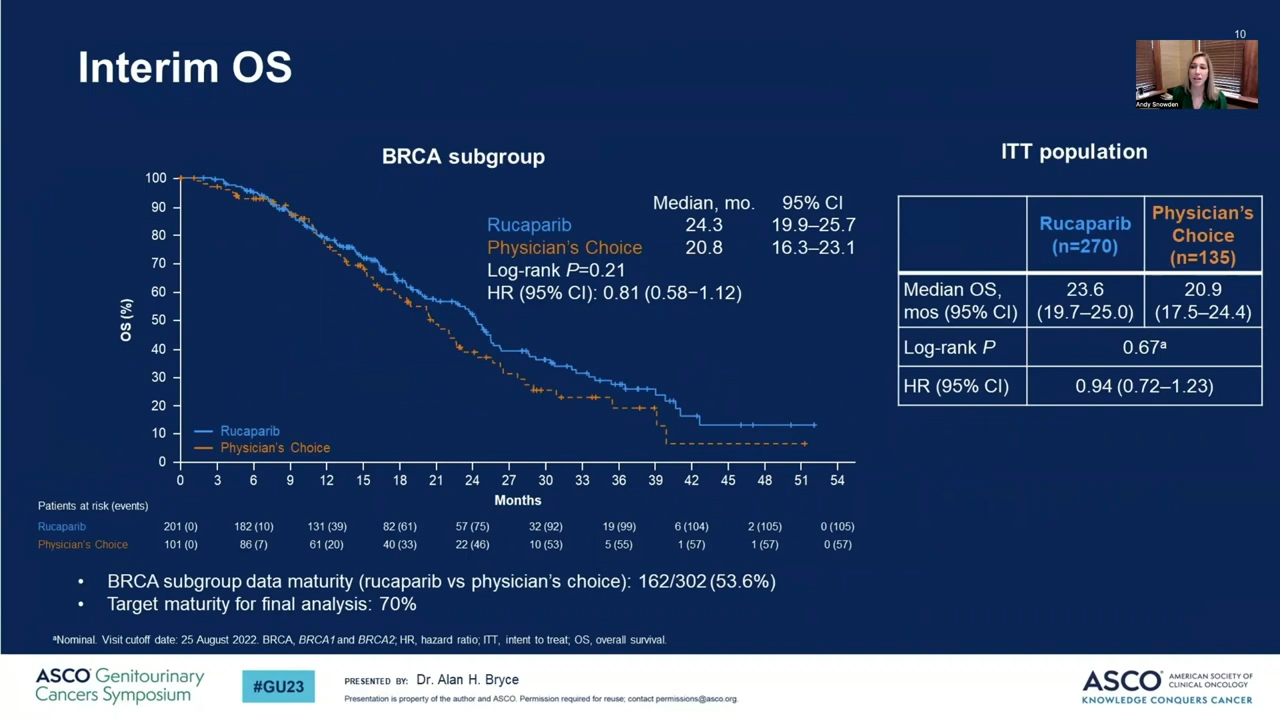 10
Interim OS
Andy Snowden
BRCA subgroup
Median, mo. 95% CI
Rucaparib 24.3 19.9–25.7
Physician's Choice 20.8 16.3–23.1
Log-rank P=0.21
HR (95% CI): 0.81 (0.58−1.12)
OS (%)
100
90
80
70
60
50
40
30
20
10
0
Rucaparib
Physician's Choice
0 3 6 9 12 15 18 21 24 27 30 33 36 39 42 45 48 51 54
Months
Patients at risk (events)
Rucaparib 201 (0) 182 (10) 131 (39) 82 (61) 57 (75) 32 (92) 19 (99) 6 (104) 2 (105) 0 (105)
Physician's Choice 101 (0) 86 (7) 61 (20) 40 (33) 22 (46) 10 (53) 5 (55) 1 (57) 1 (57) 0 (57)
ITT population
Rucaparib (n=270)
Physician's Choice (n=135)
Median OS, mos (95% CI) 23.6 (19.7–25.0) 20.9 (17.5–24.4)
Log-rank P 0.67ª
HR (95% CI) 0.94 (0.72–1.23)
• BRCA subgroup data maturity (rucaparib vs physician's choice): 162/302 (53.6%)
• Target maturity for final analysis: 70%
ªNominal. Visit cutoff date: 25 August 2022. BRCA, BRCA1 and BRCA2; HR, hazard ratio; ITT, intent to treat; OS, overall survival.
ASCO Genitourinary
Cancers Symposium
#GU23
PRESENTED BY: Dr. Alan H. Bryce
Presentation is property of the author and ASCO. Permission required for reuse; contact permissions@asco.org.
ASCO AMERICAN SOCIETY OF
CLINICAL ONCOLOGY
KNOWLEDGE CONQUERS CANCER